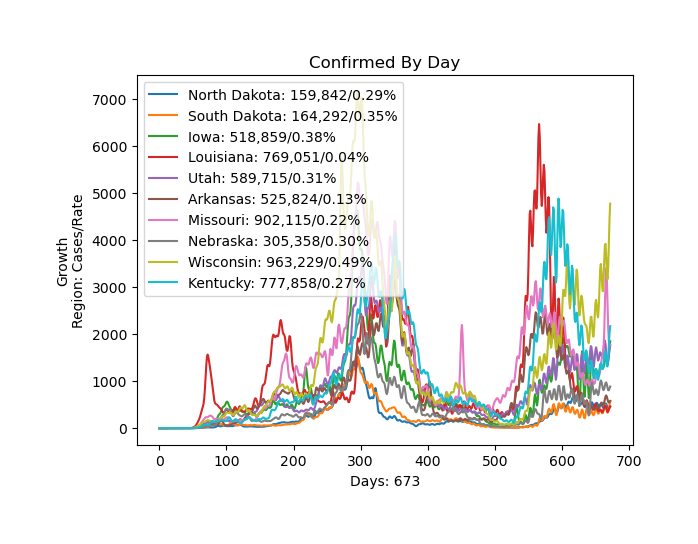 Confirmed By Day
North Dakota: 159,842/0.29%
South Dakota: 164,292/0.35%
Iowa: 518,859/0.38%
Louisiana: 769,051/0.04%
Utah: 589,715/0.31%
Arkansas: 525,824/0.13%
Missouri: 902,115/0.22%
Nebraska: 305,358/0.30%
Wisconsin: 963,229/0.49%
Kentucky: 777,858/0.27%
7000
6000
5000
4000
3000
2000
1000
0
Growth
Region: Cases/Rate
0 100 200 300 400 500 600 700
Days: 673